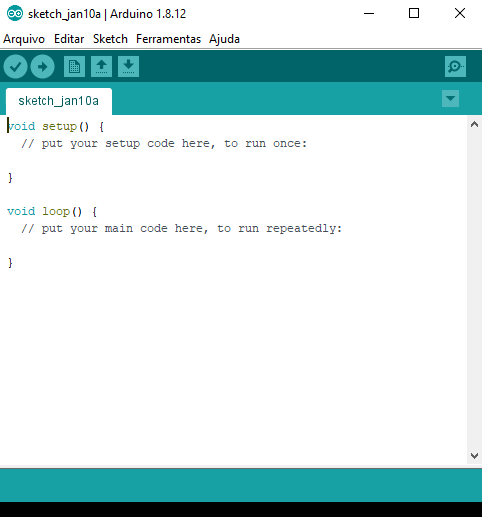 sketch_jan10a | Arduino 1.8.12
Arquivo Editar Sketch Ferramentas Ajuda
sketch_jan10a
void setup() {
  // put your setup code here, to run once:
}
void loop() {
  // put your main code here, to run repeatedly:
}